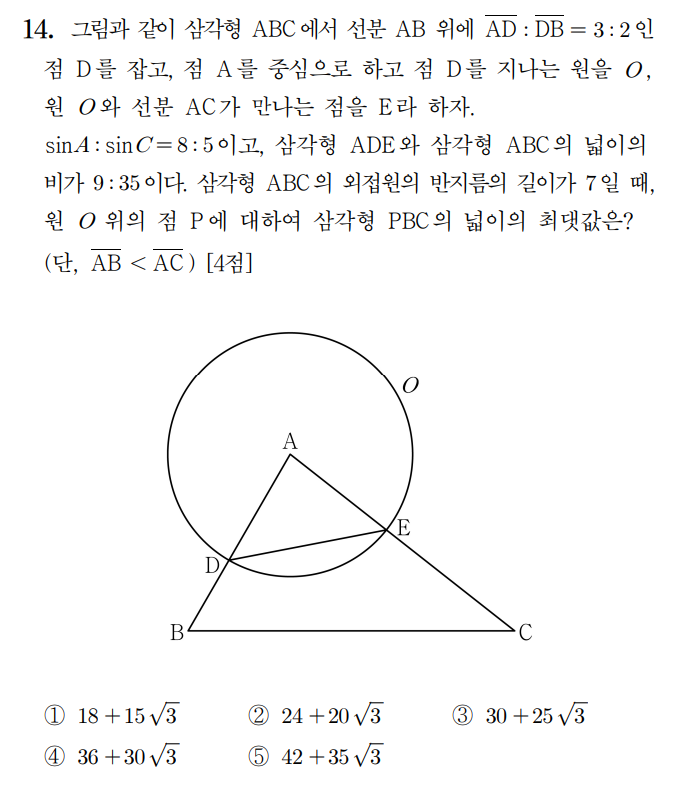 14. 그림과 같이 삼각형 ABC에서 선분 AB 위에 $\overline{AD}:\overline{DB}=3:2$인
점 D를 잡고, 점 A를 중심으로 하고 점 D를 지나는 원을 O,
원 O와 선분 AC가 만나는 점을 E라 하자.
sinA : sinC=8 : 5이고, 삼각형 ADE와 삼각형 ABC의 넓이의
비가 9 : 35이다. 삼각형 ABC의 외접원의 반지름의 길이가 7일 때,
원 O 위의 점 P에 대하여 삼각형 PBC의 넓이의 최댓값은?
(단, $\overline{AB}<\overline{AC}$) [4점]
O
A
E
D
B
C
① 18+15√3 ② 24+20√3 ③ 30+25√3
④ 36+30√3 ⑤ 42+35√3